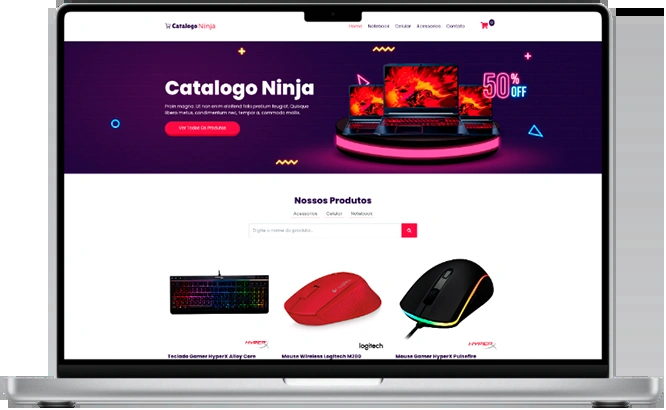 Catalogo Ninja
Home Notebook Celular Acessorios Contato 0
Catalogo Ninja
Proin magna. Ut non enim eleifend felis pretium feugiat. Quisque
libero metus, condimentum nec, tempor a, commodo mollis.
Ver Todos Os Produtos
50%
OFF
Nossos Produtos
Acessorios Celular Notebook
Digite o nome do produto...
HYPERX
logitech
HYPERX
Teclado Gamer HyperX Alloy Core
Mouse Wireless Logitech M280
Mouse Gamer HyperX Pulsefire